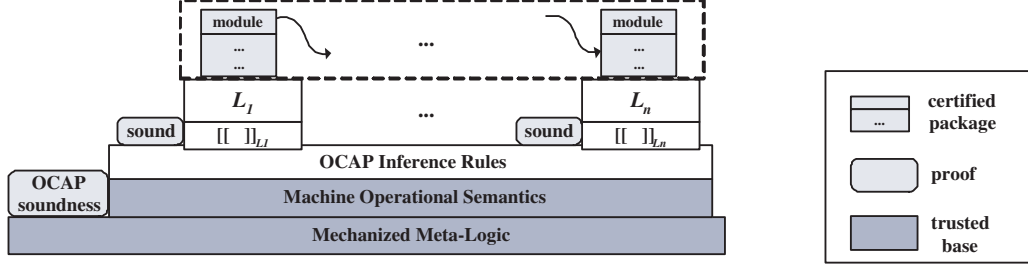 module ... module
... ...
... ...
L1 ... Ln
sound [[ ]]L1 sound [[ ]]Ln
OCAP Inference Rules
OCAP soundness
Machine Operational Semantics
Mechanized Meta-Logic
... certified package
proof
trusted base